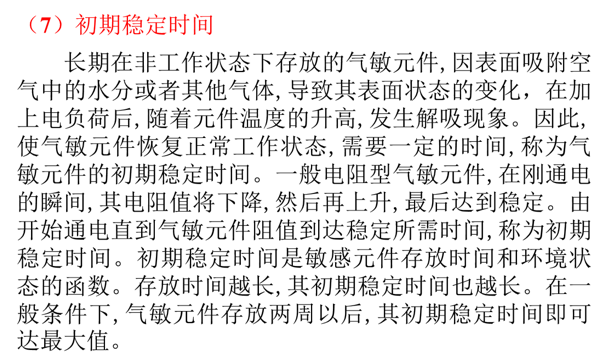 （7）初期稳定时间
长期在非工作状态下存放的气敏元件,因表面吸附空
气中的水分或者其他气体,导致其表面状态的变化，在加
上电负荷后,随着元件温度的升高,发生解吸现象。因此,
使气敏元件恢复正常工作状态,需要一定的时间,称为气
敏元件的初期稳定时间。一般电阻型气敏元件,在刚通电
的瞬间,其电阻值将下降,然后再上升,最后达到稳定。由
开始通电直到气敏元件阻值到达稳定所需时间,称为初期
稳定时间。初期稳定时间是敏感元件存放时间和环境状
态的函数。存放时间越长,其初期稳定时间也越长。在一
般条件下,气敏元件存放两周以后,其初期稳定时间即可
达最大值。